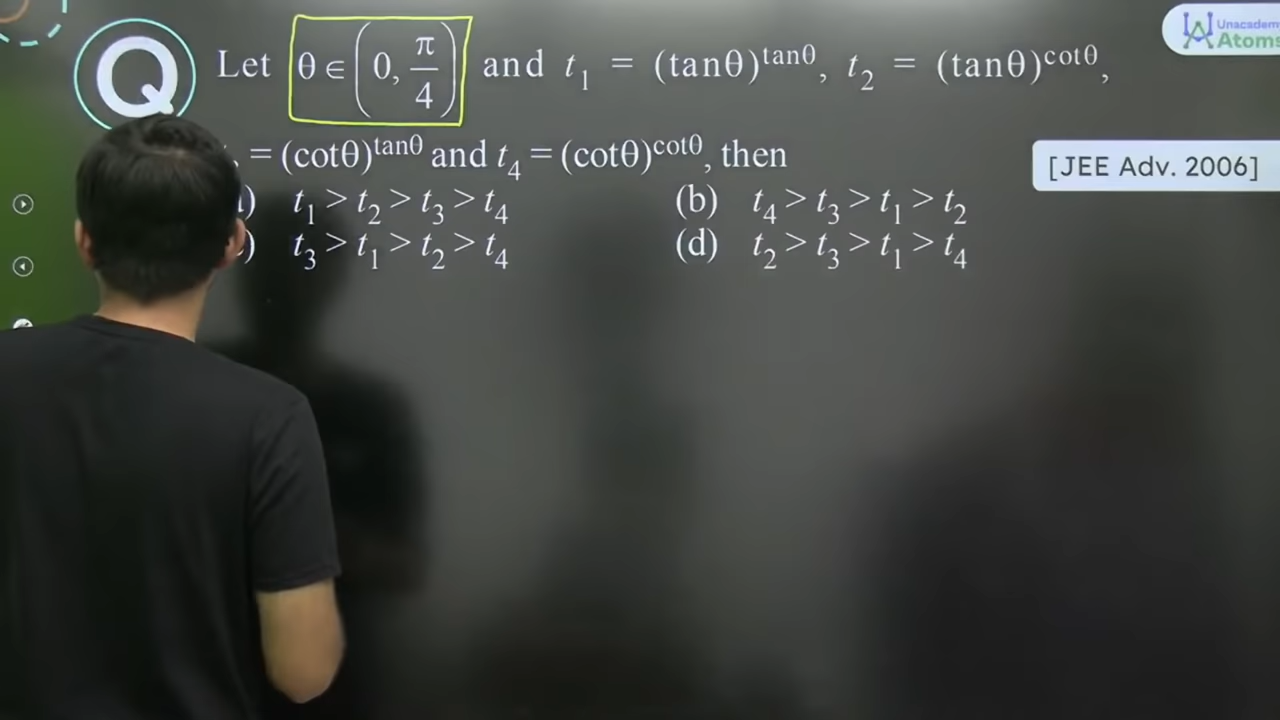 Unacademy
Atoms
Q Let θ ∈ (0, π/4) and t₁ = (tanθ)^tanθ, t₂ = (tanθ)^cotθ,
= (cotθ)^tanθ and t₄ = (cotθ)^cotθ, then
[JEE Adv. 2006]
) t₁ > t₂ > t₃ > t₄ (b) t₄ > t₃ > t₁ > t₂
) t₃ > t₁ > t₂ > t₄ (d) t₂ > t₃ > t₁ > t₄